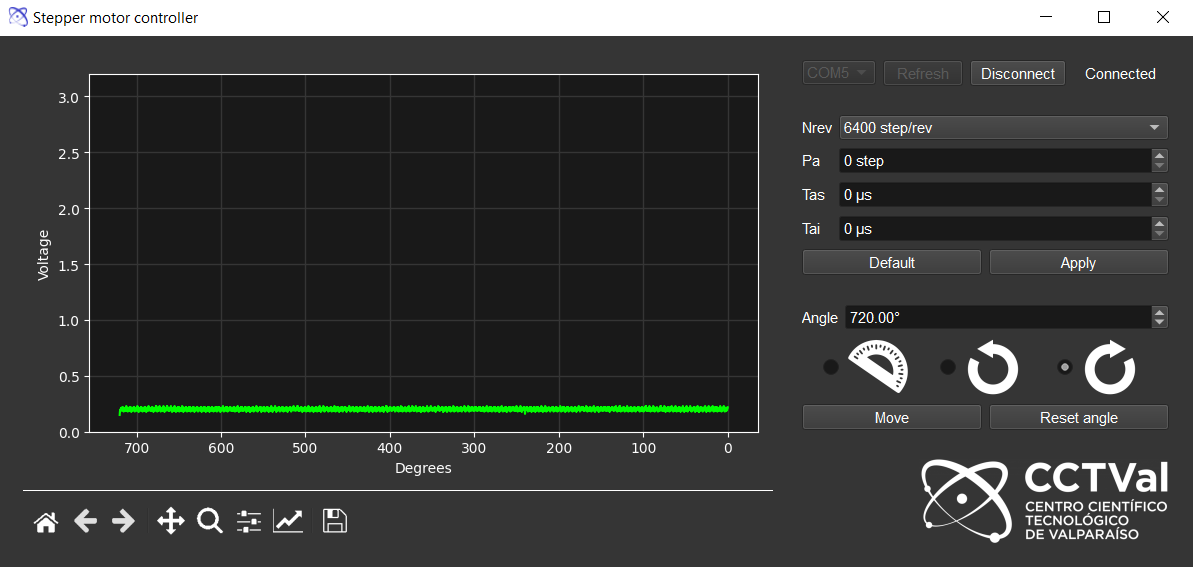 Stepper motor controller
COM5 Refresh Disconnect Connected
Nrev 6400 step/rev
Pa 0 step
Tas 0 µs
Tai 0 µs
Default Apply
Angle 720.00°
Move Reset angle
3.0
2.5
2.0
1.5
1.0
0.5
0.0
Voltage
700 600 500 400 300 200 100 0
Degrees
CCTVal
CENTRO CIENTÍFICO
TECNOLÓGICO
DE VALPARAÍSO